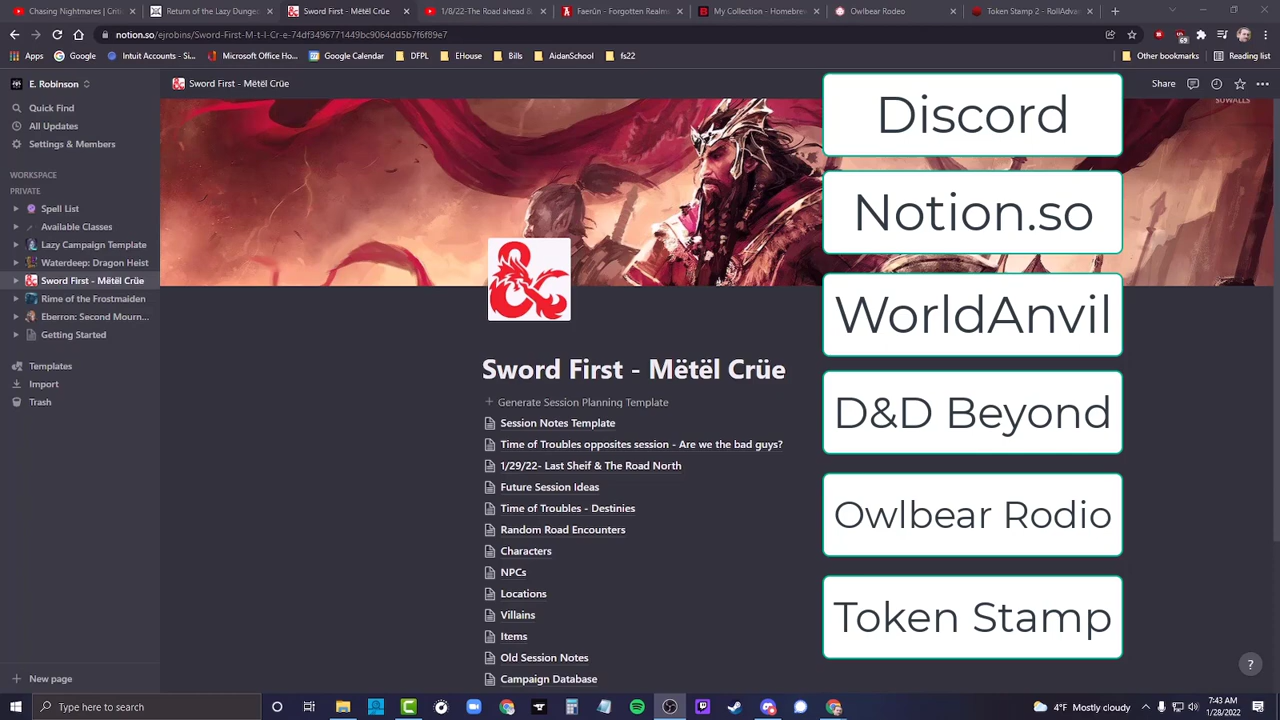 Chasing Nightmares | Criti
Return of the Lazy Dunged
Sword First - Mëtël Crüe
1/8/22-The Road ahead &
Faerûn - Forgotten Realm
My Collection - Homebrew
Owlbear Rodeo
Token Stamp 2 - RollAdva
notion.so/ejrobins/Sword-First-M-t-l-Cr-e-74df3496771449bc9064dd5b7f6f89e7
Apps
Google
Intuit Accounts - S...
Microsoft Office Ho...
Google Calendar
DFPL
EHouse
Bills
AidanSchool
fs22
Other bookmarks
Reading list
E. Robinson
Sword First - Mëtël Crüe
Share
Quick Find
All Updates
Settings & Members
WORKSPACE
PRIVATE
Spell List
Available Classes
Lazy Campaign Template
Waterdeep: Dragon Heist
Sword First - Mëtël Crüe
Rime of the Frostmaiden
Eberron: Second Mourn...
Getting Started
Templates
Import
Trash
New page
Sword First - Mëtël Crüe
Generate Session Planning Template
Session Notes Template
Time of Troubles opposites session - Are we the bad guys?
1/29/22- Last Sheif & The Road North
Future Session Ideas
Time of Troubles - Destinies
Random Road Encounters
Characters
NPCs
Locations
Villains
Items
Old Session Notes
Campaign Database
Discord
Notion.so
WorldAnvil
D&D Beyond
Owlbear Rodio
Token Stamp
?
Type here to search
4°F Mostly cloudy
7:43 AM
1/28/2022